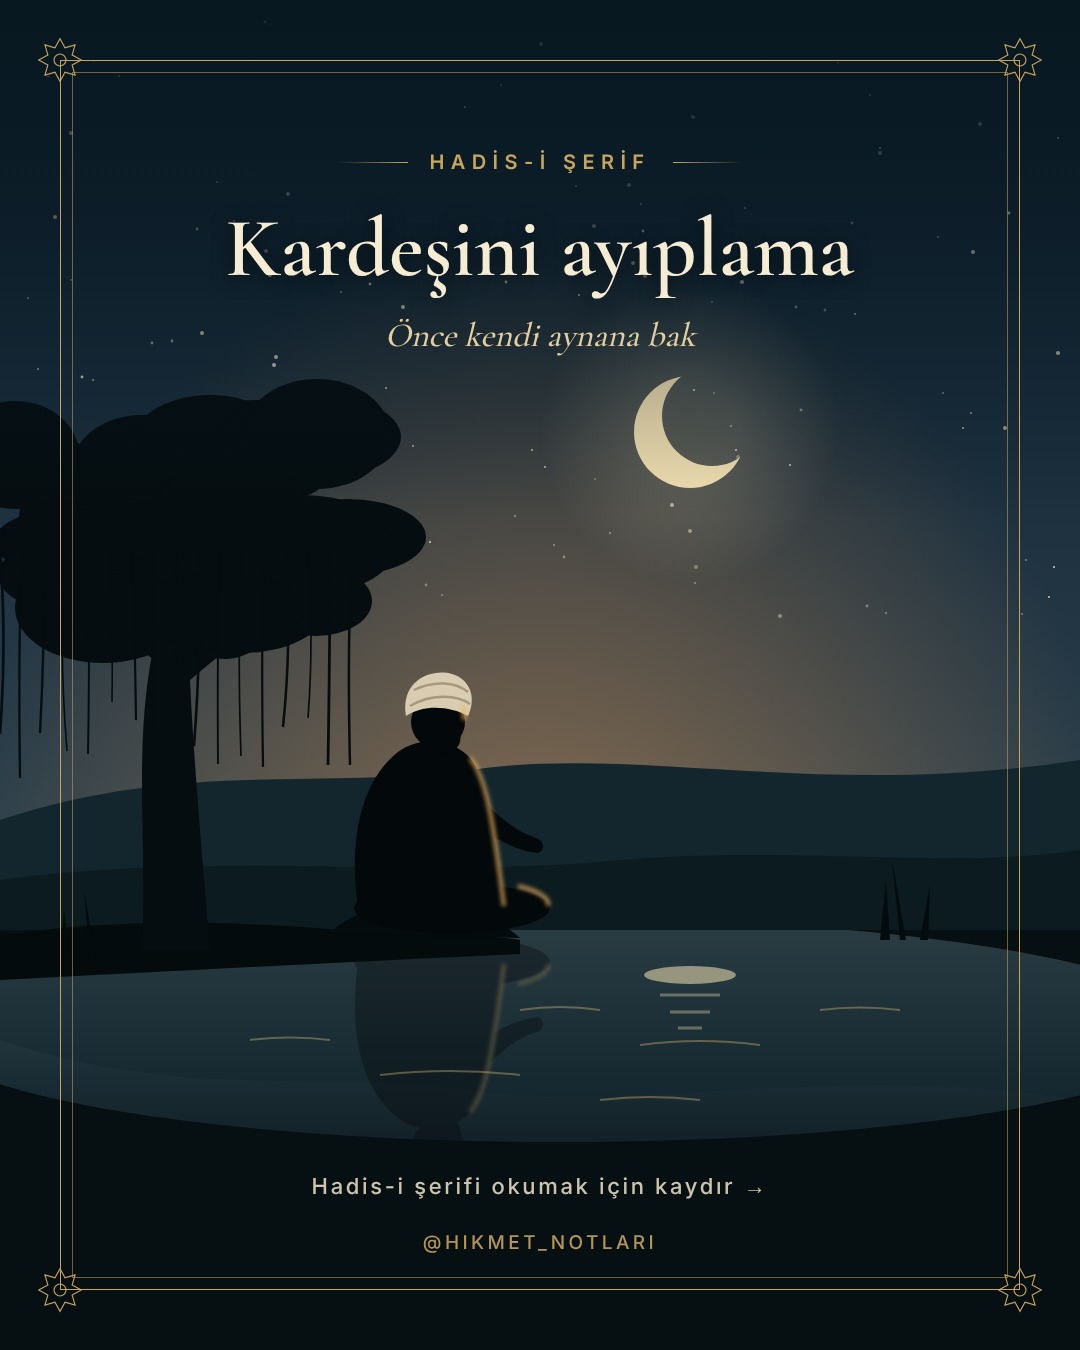 HADİS-İ ŞERİF
Kardeşini ayıplama
Önce kendi aynana bak
Hadis-i şerifi okumak için kaydır →
@HIKMET_NOTLARI